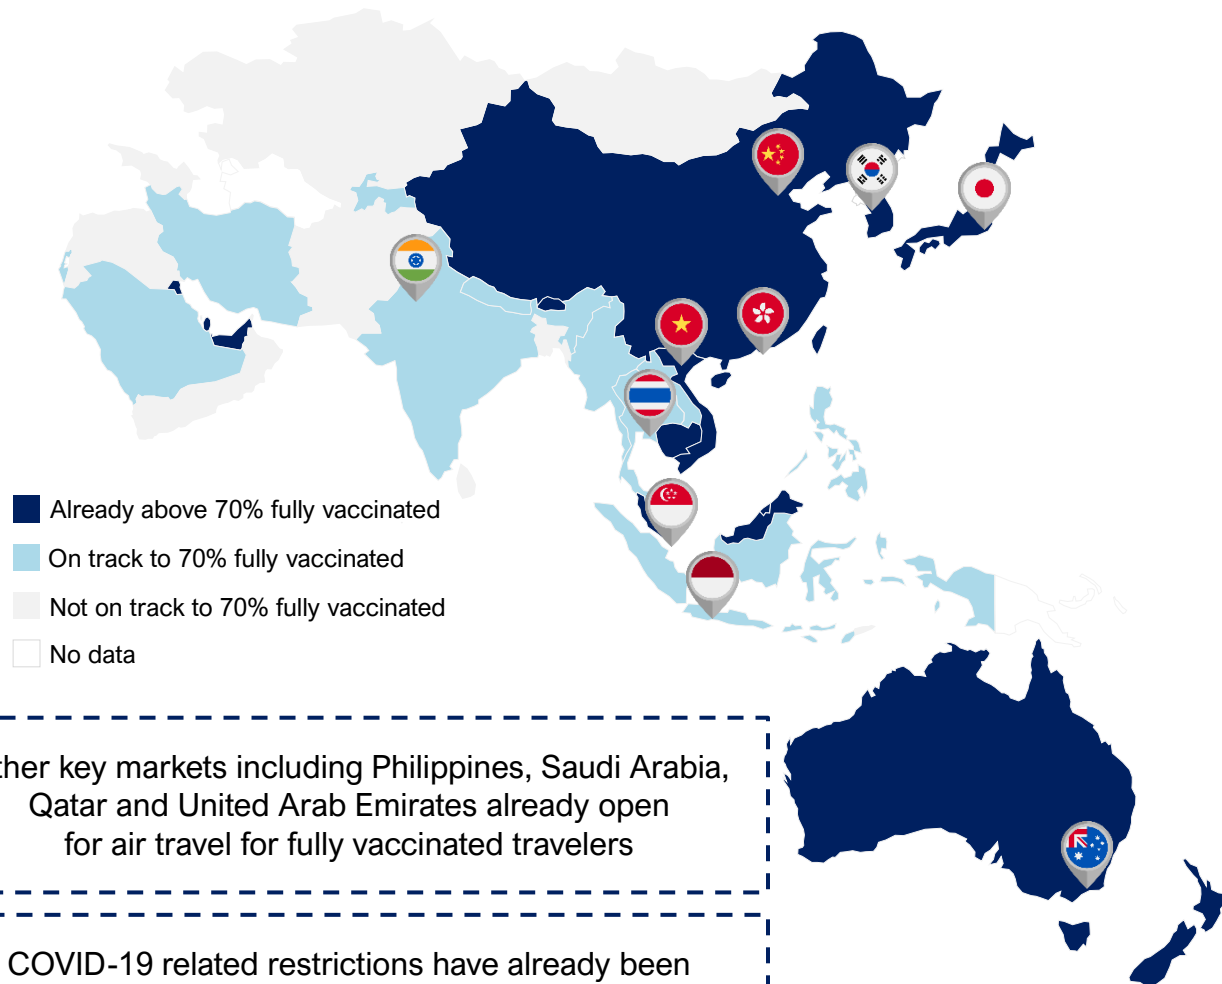 Already above 70% fully vaccinated
On track to 70% fully vaccinated
Not on track to 70% fully vaccinated
No data
key markets including Philippines, Saudi Arabia,
Qatar and United Arab Emirates already open
for air travel for fully vaccinated travelers
COVID-19 related restrictions have already been